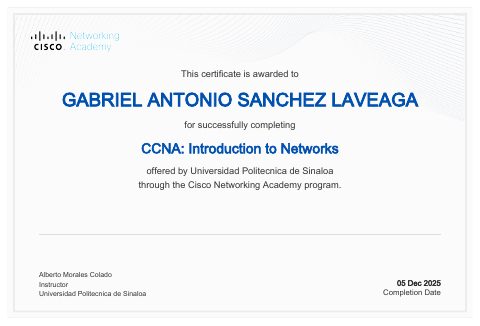 CISCO
Networking
Academy
This certificate is awarded to
GABRIEL ANTONIO SANCHEZ LAVEAGA
for successfully completing
CCNA: Introduction to Networks
offered by Universidad Politecnica de Sinaloa
through the Cisco Networking Academy program.
Alberto Morales Colado
Instructor
Universidad Politecnica de Sinaloa
05 Dec 2025
Completion Date